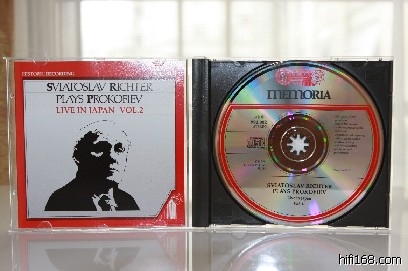 HISTORIC RECORDING
SVIATOSLAV RICHTER
PLAYS PROKOFIEV
LIVE IN JAPAN VOL.2
MEMORIA
SVIATOSLAV RICHTER
PLAYS PROKOFIEV
hifi168.com